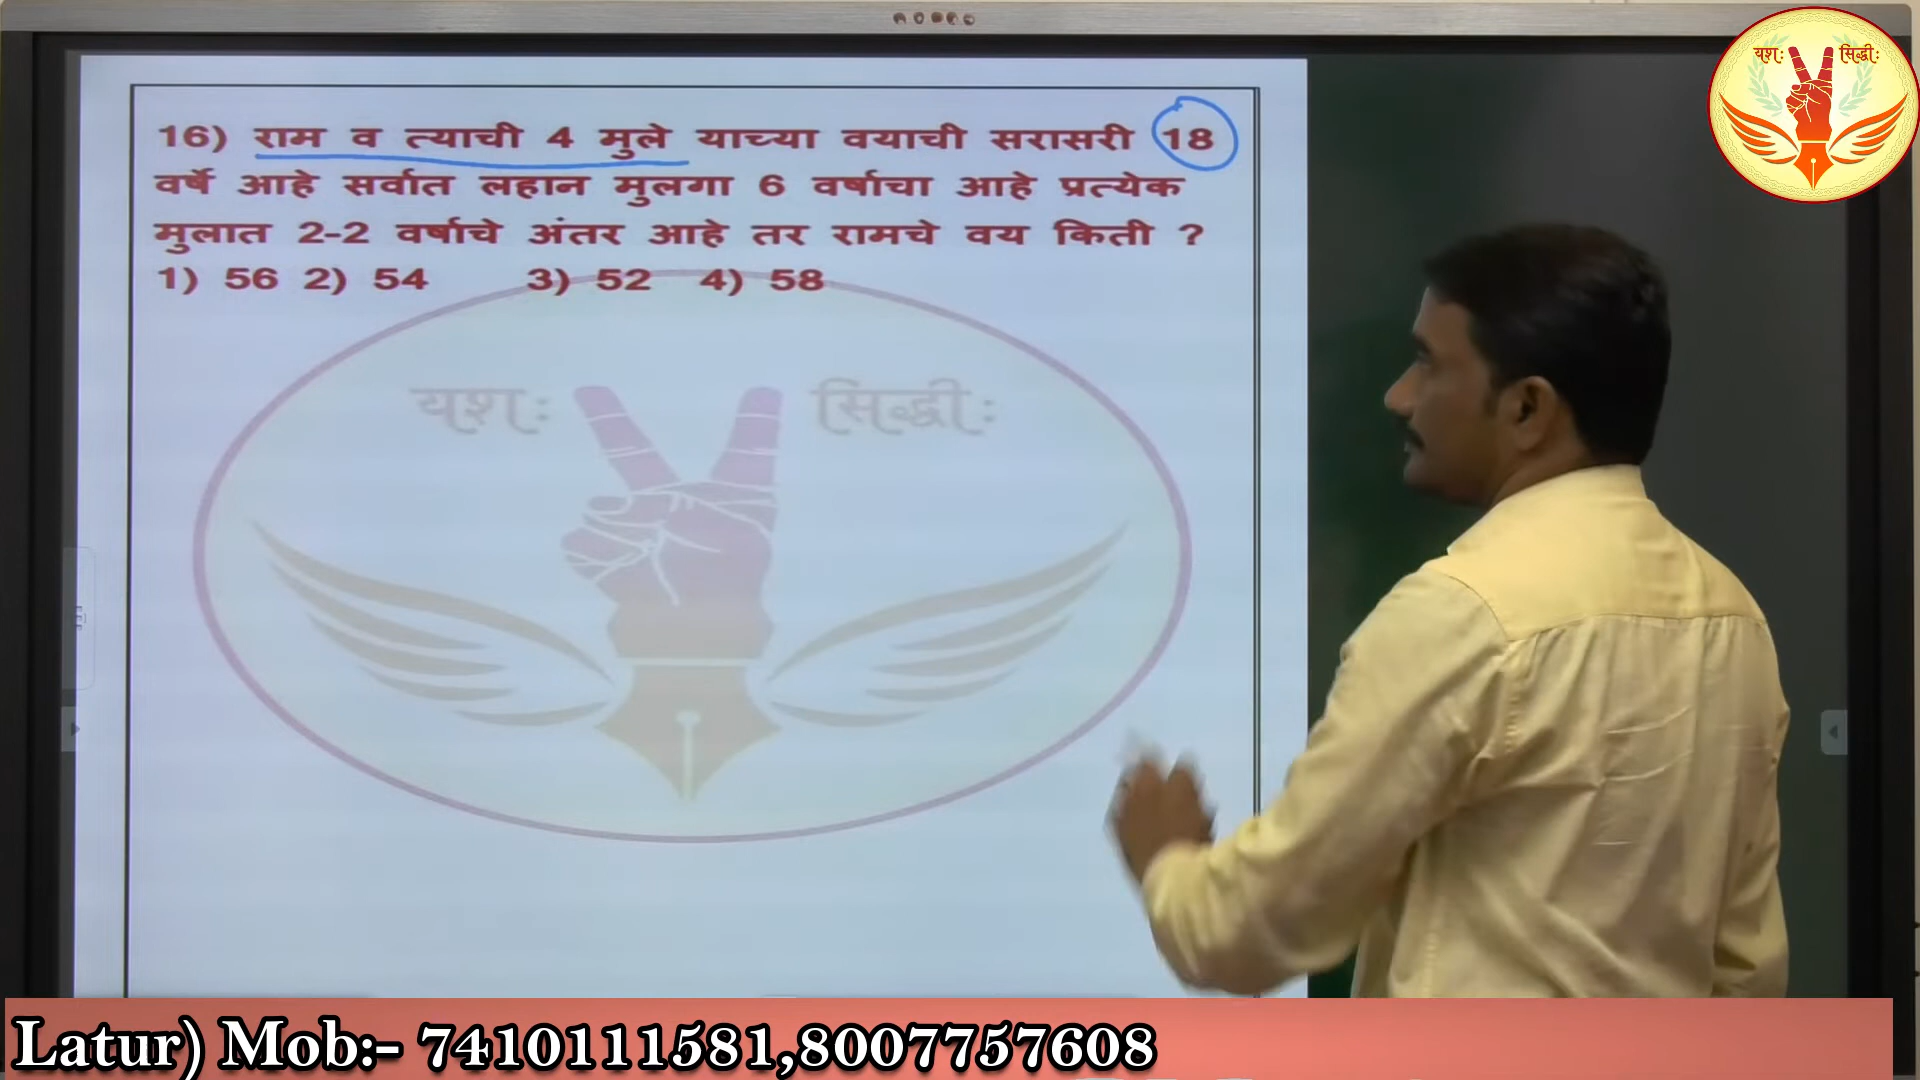 16) राम व त्याची 4 मुले याच्या वयाची सरासरी 18
वर्षे आहे सर्वात लहान मुलगा 6 वर्षाचा आहे प्रत्येक
मुलात 2-2 वर्षाचे अंतर आहे तर रामचे वय किती ?
1) 56 2) 54 3) 52 4) 58
यशः सिद्धीः
यशः सिद्धीः
Latur) Mob:- 7410111581,8007757608